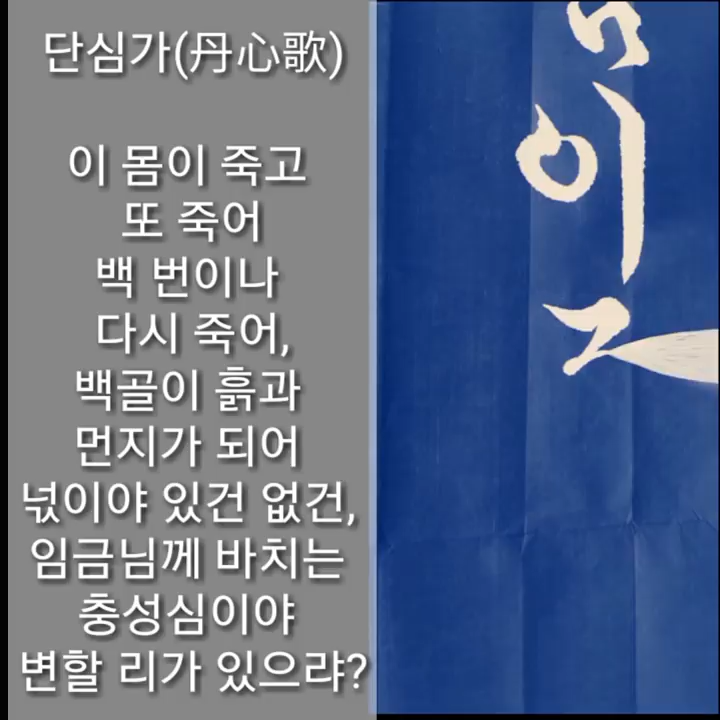 단심가(丹心歌)
이 몸이 죽고
또 죽어
백 번이나
다시 죽어,
백골이 흙과
먼지가 되어
넋이야 있건 없건,
임금님께 바치는
충성심이야
변할 리가 있으랴?
이